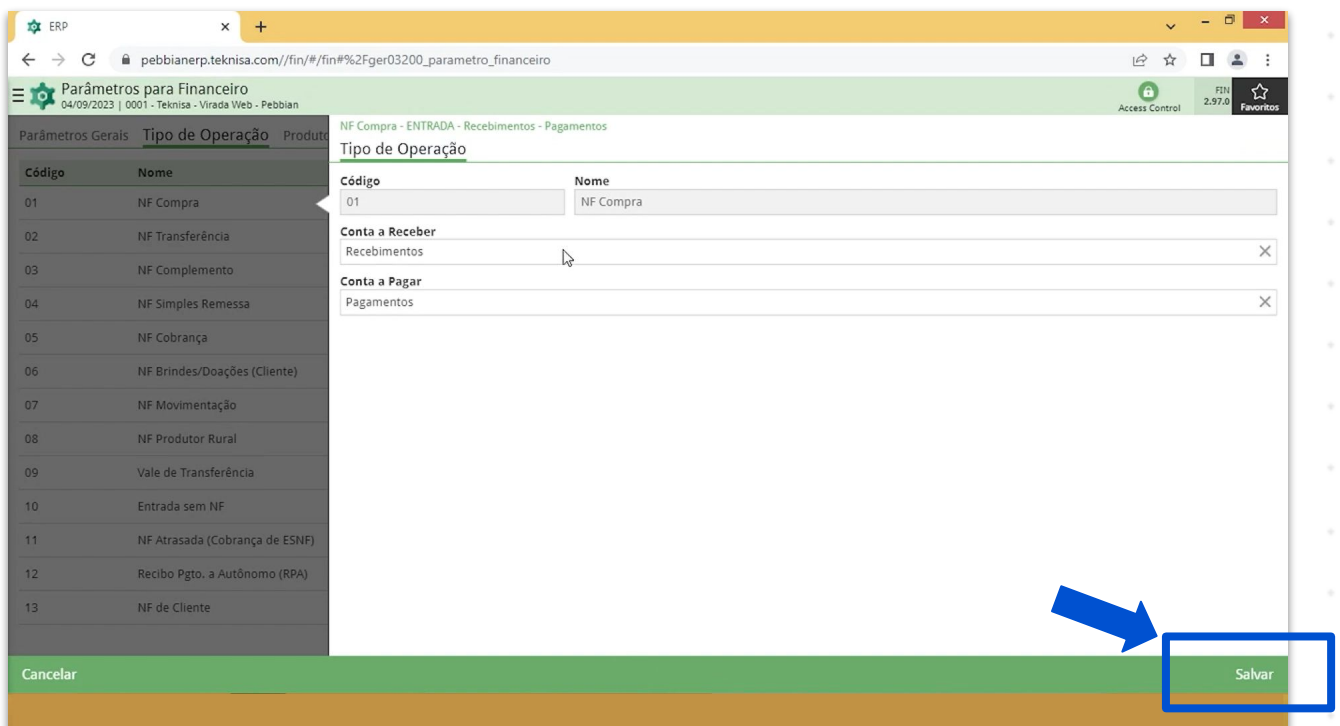 ERP
pebbianerp.teknisa.com//fin/#/fin#%2Fger03200_parametro_financeiro
Parâmetros para Financeiro
04/09/2023 | 0001 - Teknisa - Virada Web - Pebbian
Access Control
FIN
2.97.0
Favoritos
Parâmetros Gerais Tipo de Operação Produto
Código Nome
01 NF Compra
02 NF Transferência
03 NF Complemento
04 NF Simples Remessa
05 NF Cobrança
06 NF Brindes/Doações (Cliente)
07 NF Movimentação
08 NF Produtor Rural
09 Vale de Transferência
10 Entrada sem NF
11 NF Atrasada (Cobrança de ESNF)
12 Recibo Pgto. a Autônomo (RPA)
13 NF de Cliente
NF Compra - ENTRADA - Recebimentos - Pagamentos
Tipo de Operação
Código Nome
01 NF Compra
Conta a Receber
Recebimentos
Conta a Pagar
Pagamentos
Cancelar Salvar